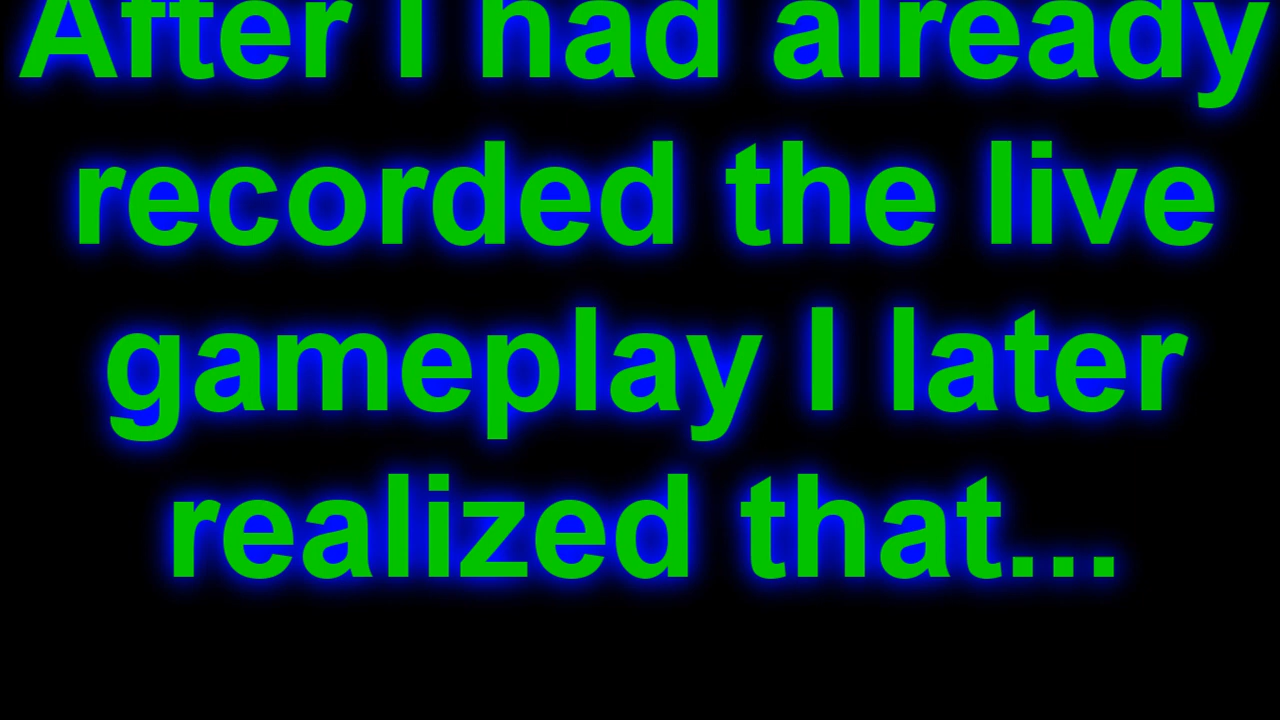 After I had already
recorded the live
gameplay I later
realized that...